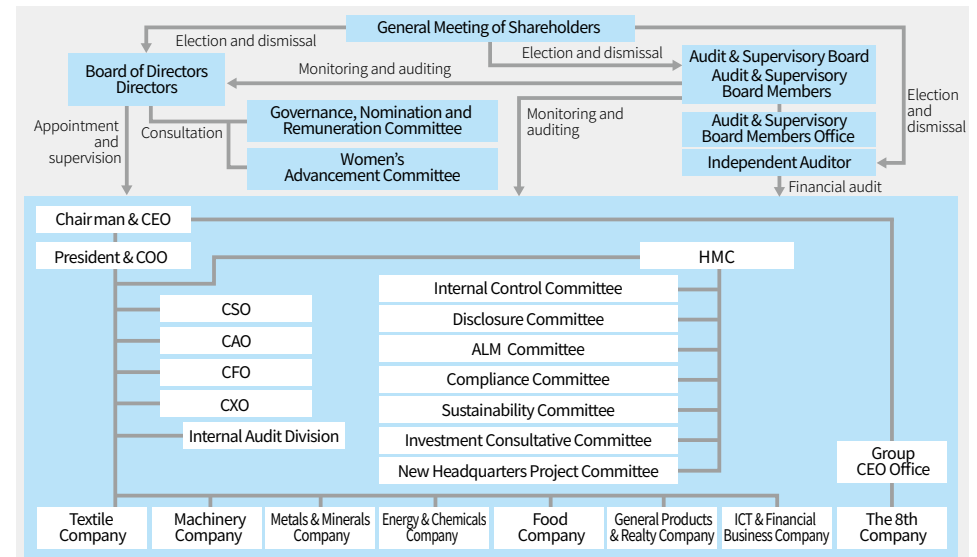 General Meeting of Shareholders
Election and dismissal
Election and dismissal
Board of Directors
Directors
Monitoring and auditing
Audit & Supervisory Board
Audit & Supervisory
Board Members
Election
and
dismissal
Appointment
and
supervision
Consultation
Governance, Nomination and
Remuneration Committee
Monitoring and
auditing
Audit & Supervisory
Board Members Office
Women's
Advancement Committee
Independent Auditor
Financial audit
Chairman & CEO
President & COO
HMC
CSO
CAO
CFO
CXO
Internal Audit Division
Internal Control Committee
Disclosure Committee
ALM Committee
Compliance Committee
Sustainability Committee
Investment Consultative Committee
New Headquarters Project Committee
Group
CEO Office
Textile
Company
Machinery
Company
Metals & Minerals
Company
Energy & Chemicals
Company
Food
Company
General Products
& Realty Company
ICT & Financial
Business Company
The 8th
Company